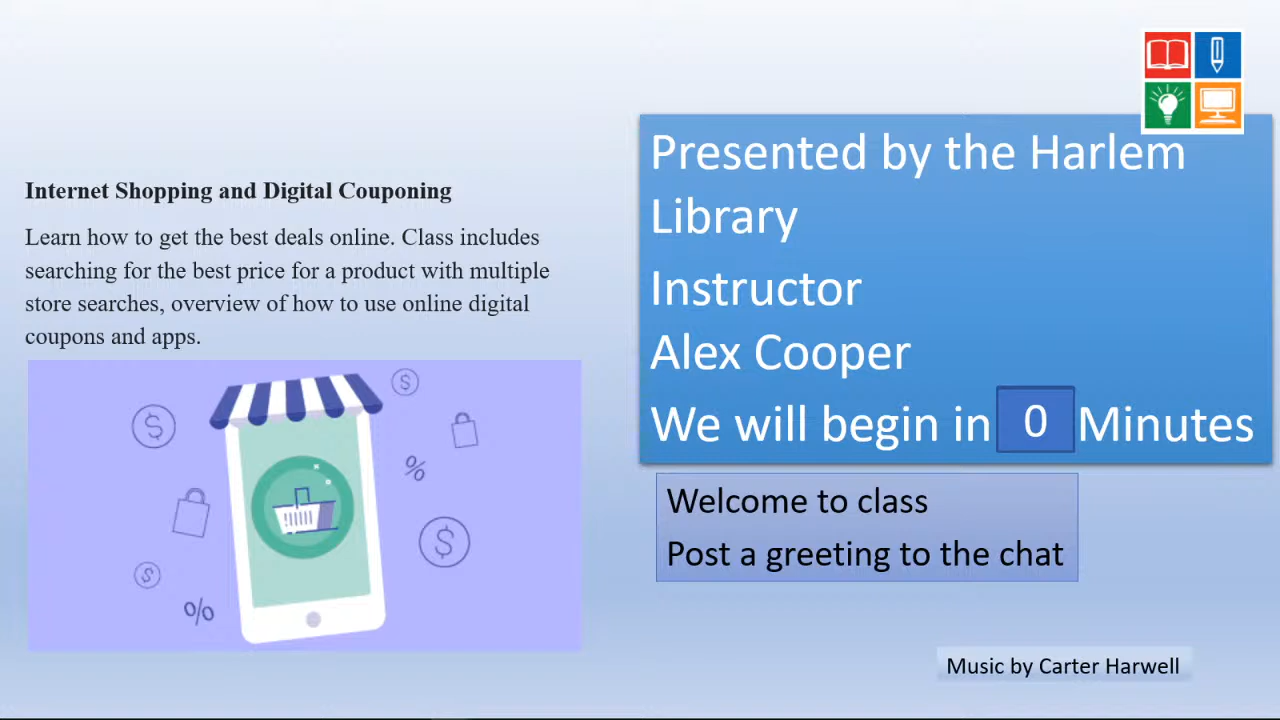 Internet Shopping and Digital Couponing
Learn how to get the best deals online. Class includes
searching for the best price for a product with multiple
store searches, overview of how to use online digital
coupons and apps.
Presented by the Harlem
Library
Instructor
Alex Cooper
We will begin in 0 Minutes
Welcome to class
Post a greeting to the chat
Music by Carter Harwell